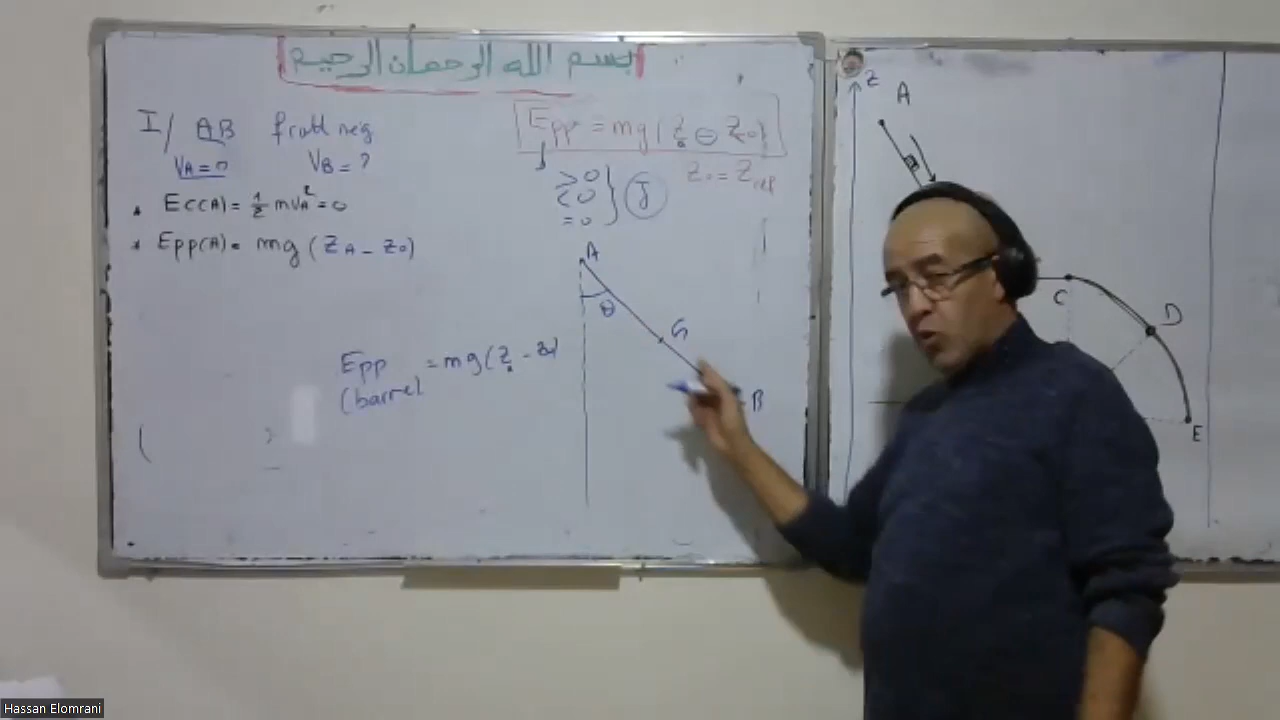 بسم الله الرحمان الرحيم
I/ AB frott neg
VA = 0 VB = ?
• Ec(A) = 1/2 mVA² = 0
• Epp(A) = mg(ZA - Z0)
Epp = mg(Z - Z0)
Z0 = Zref
> 0
< 0
= 0
J
A
θ
G
B
Epp = mg(Z - Z0)
(barre)
( )
Z
A
C
D
E
Hassan Elomrani